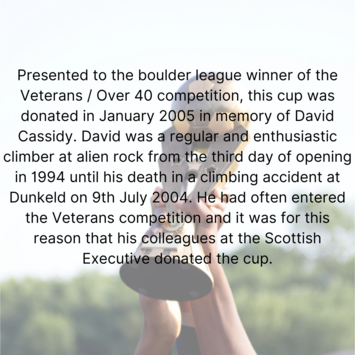 Presented to the boulder league winner of the
Veterans / Over 40 competition, this cup was
donated in January 2005 in memory of David
Cassidy. David was a regular and enthusiastic
climber at alien rock from the third day of opening
in 1994 until his death in a climbing accident at
Dunkeld on 9th July 2004. He had often entered
the Veterans competition and it was for this
reason that his colleagues at the Scottish
Executive donated the cup.